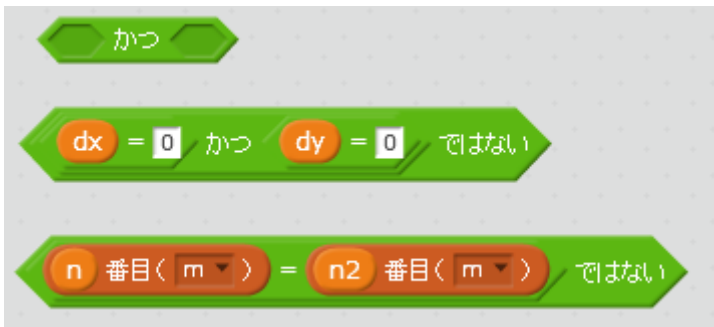 かつ
dx = 0 かつ dy = 0 ではない
n 番目( m ) = n2 番目( m ) ではない